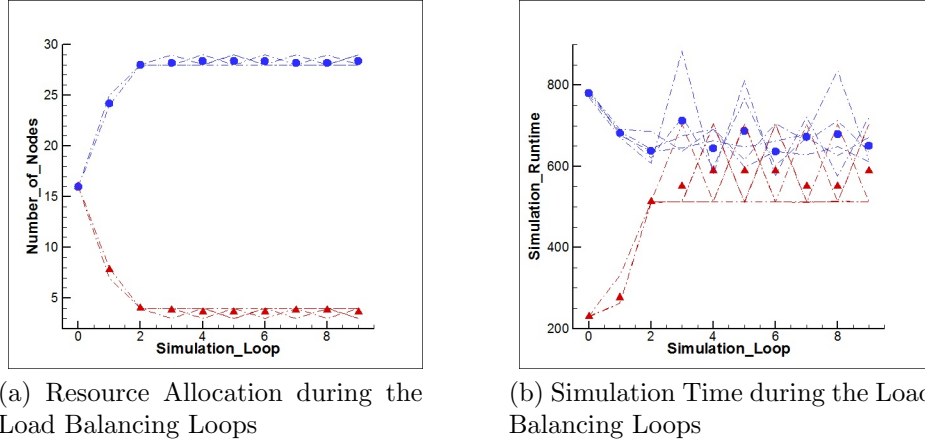 30
25
20
15
10
5
Number_of_Nodes
0 2 4 6 8
Simulation_Loop
800
600
400
200
Simulation_Runtime
0 2 4 6 8
Simulation_Loop
(a) Resource Allocation during the
Load Balancing Loops
(b) Simulation Time during the Load
Balancing Loops